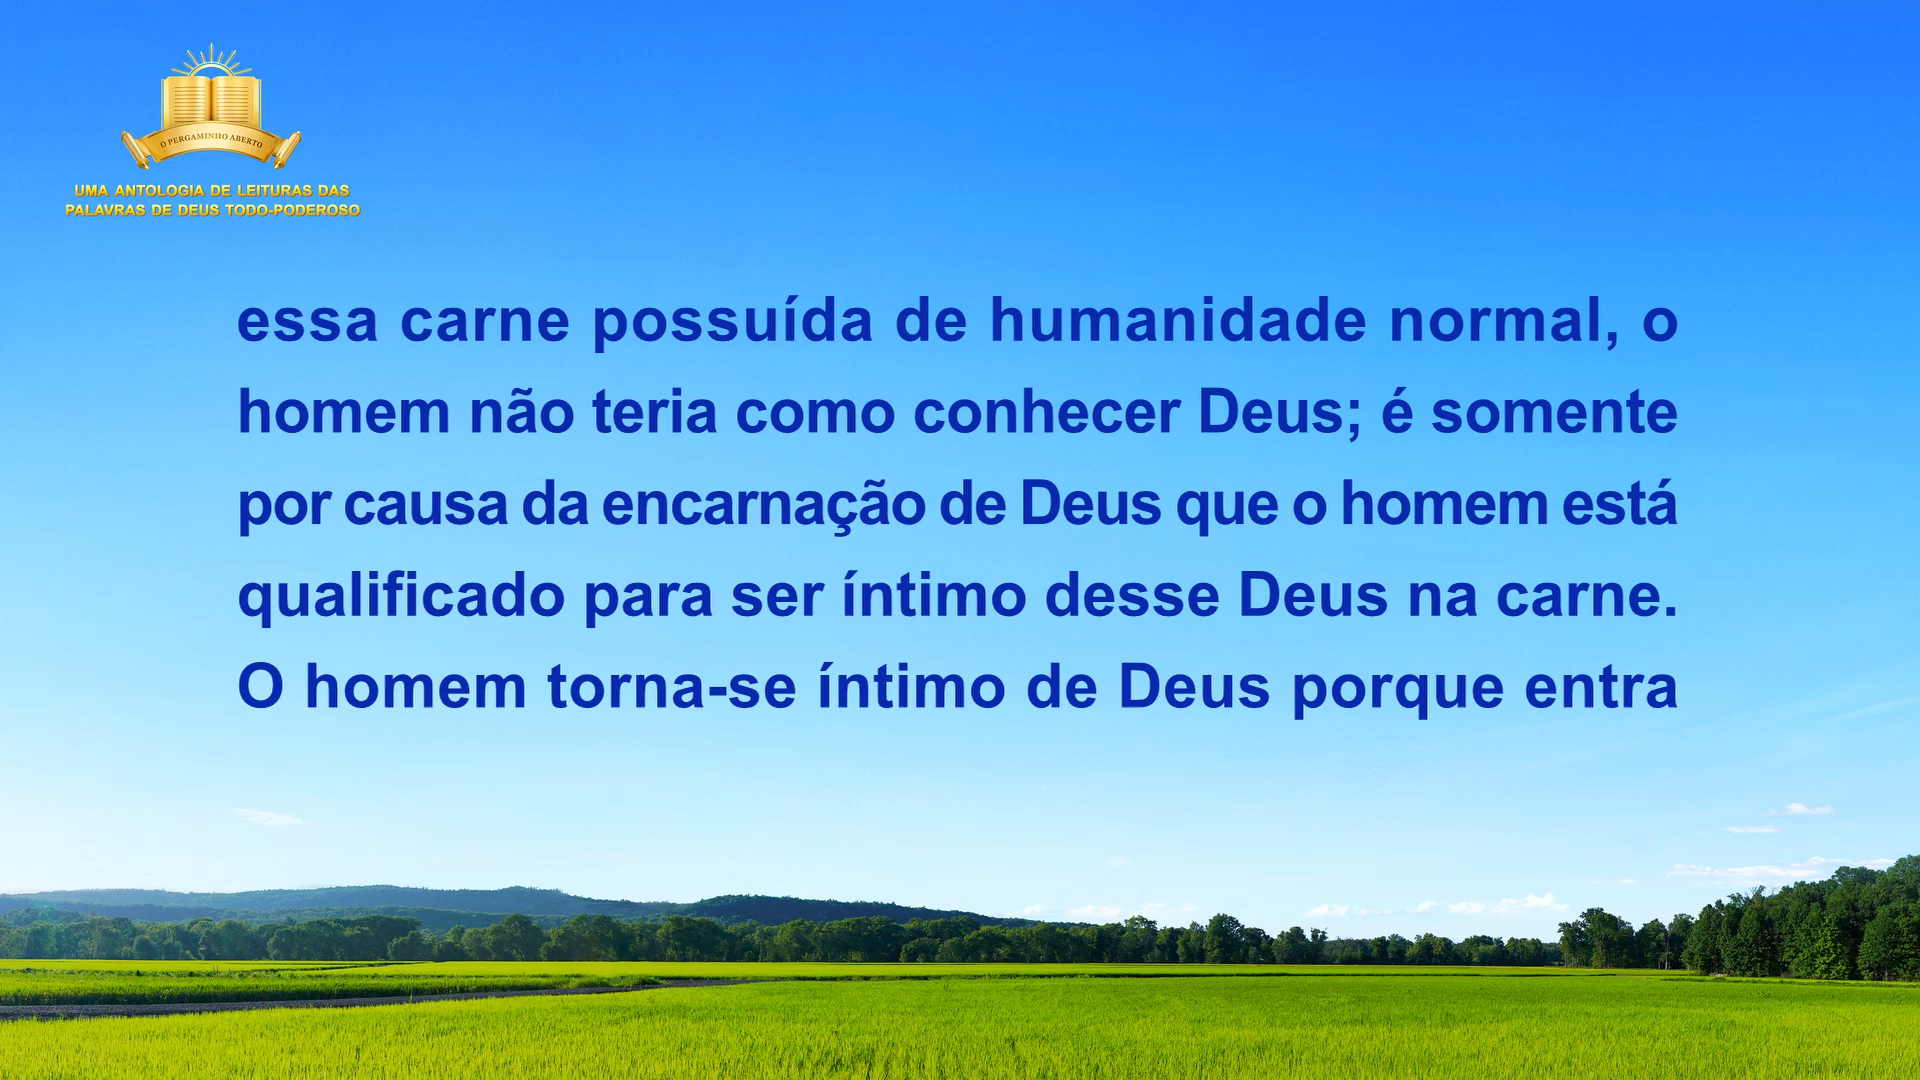 O PERGAMINHO ABERTO
UMA ANTOLOGIA DE LEITURAS DAS
PALAVRAS DE DEUS TODO-PODEROSO
essa carne possuída de humanidade normal, o
homem não teria como conhecer Deus; é somente
por causa da encarnação de Deus que o homem está
qualificado para ser íntimo desse Deus na carne.
O homem torna-se íntimo de Deus porque entra